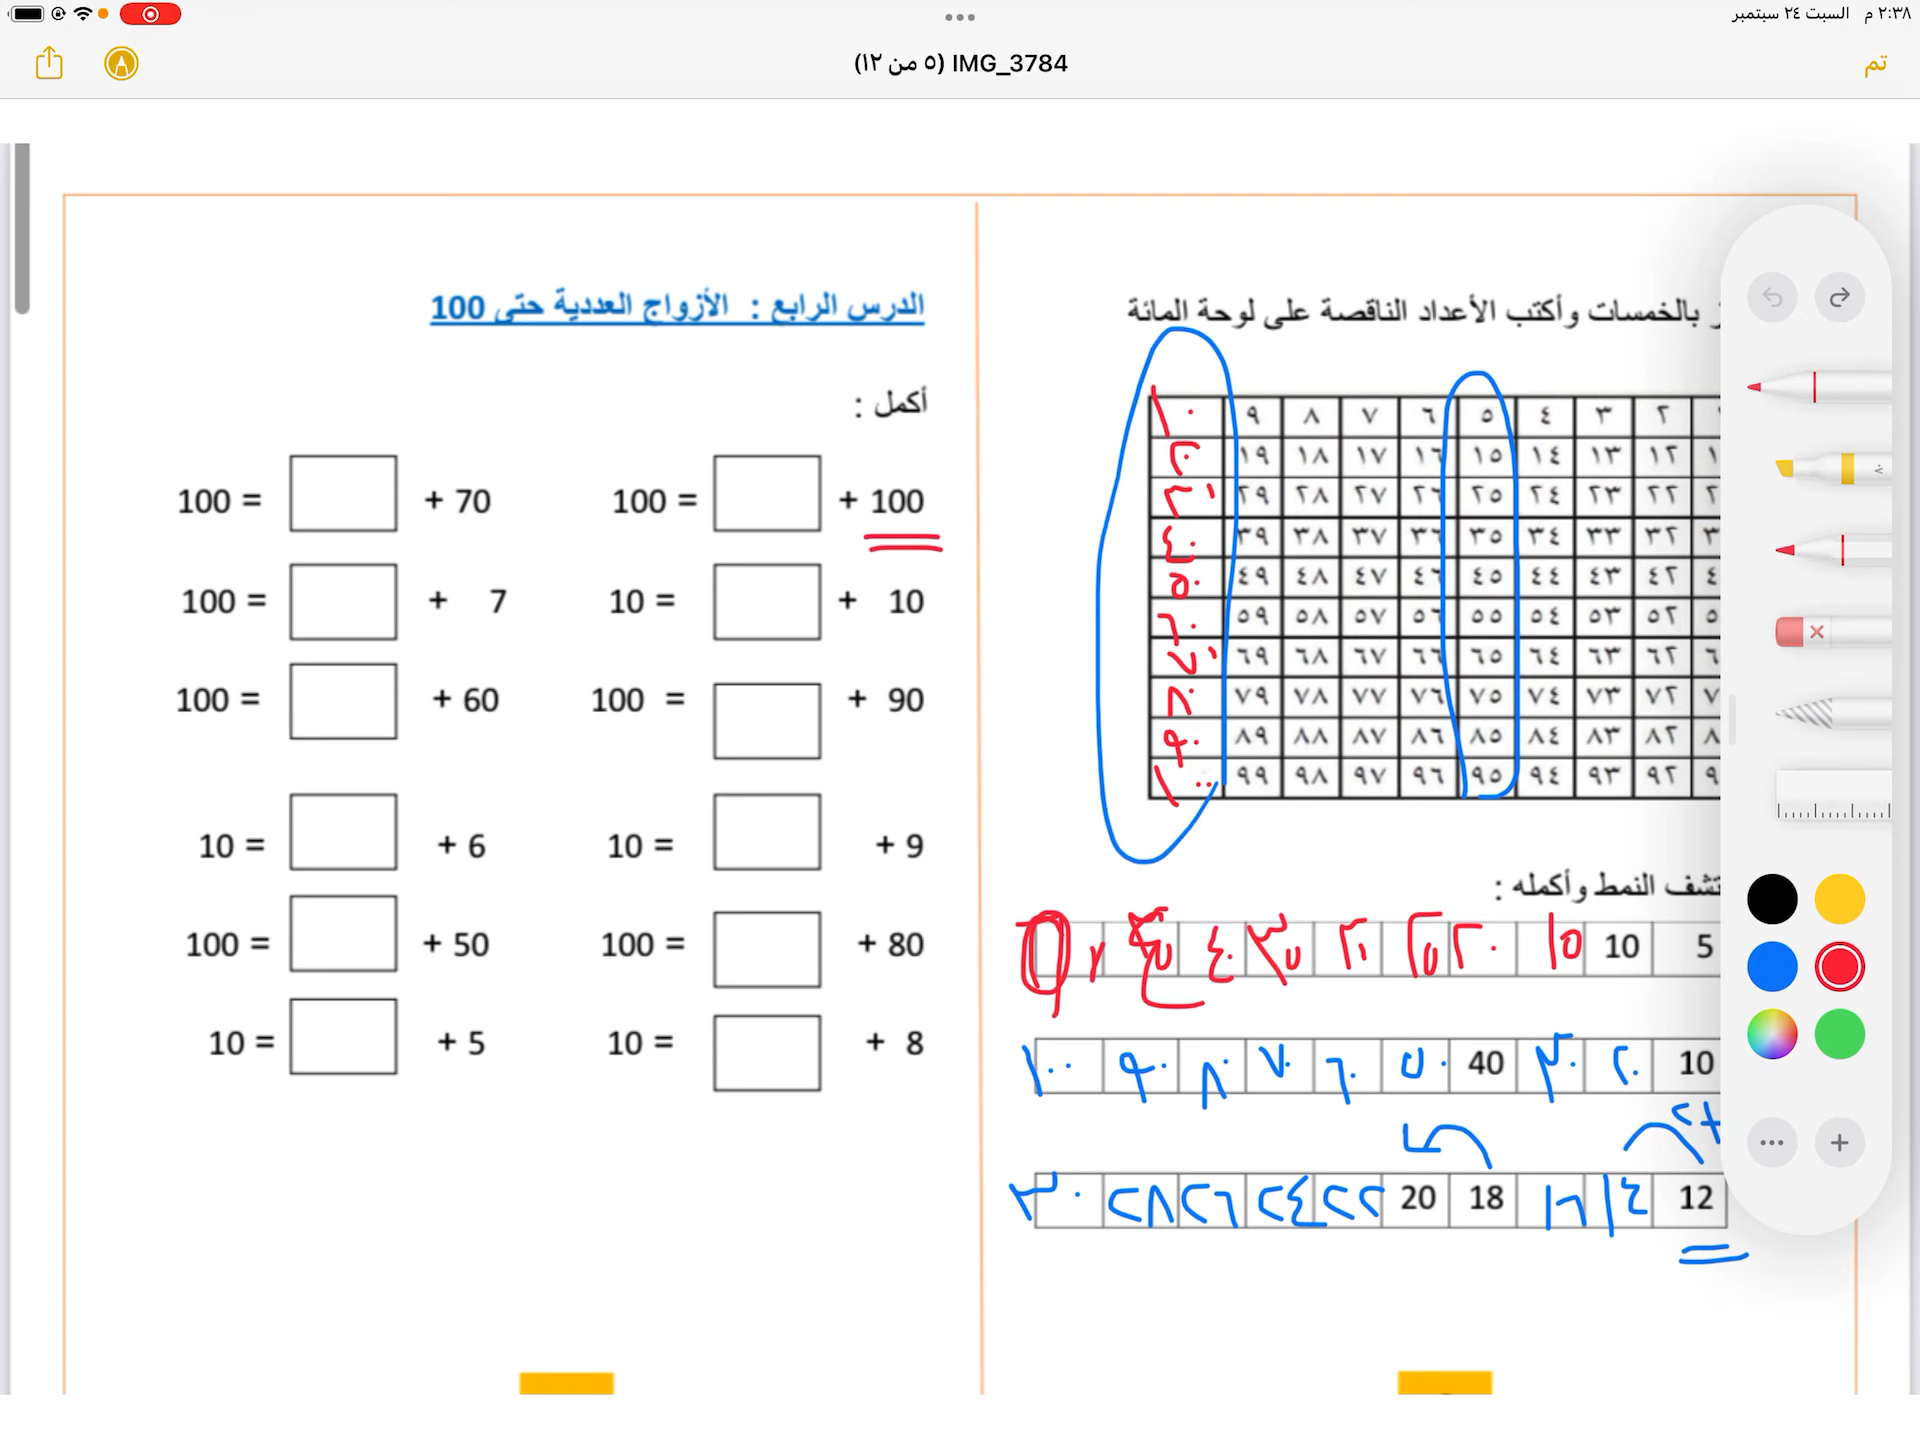 ٢:٣٨ م السبت ٢٤ سبتمبر
IMG_3784 (٥ من ١٢)
تم
بالخمسات وأكتب الأعداد الناقصة على لوحة المائة
٢ ٣ ٤ ٥ ٦ ٧ ٨ ٩ ١٠
١٢ ١٣ ١٤ ١٥ ١٦ ١٧ ١٨ ١٩ ٢٠
٢٢ ٢٣ ٢٤ ٢٥ ٢٦ ٢٧ ٢٨ ٢٩ ٣٠
٣٢ ٣٣ ٣٤ ٣٥ ٣٦ ٣٧ ٣٨ ٣٩ ٤٠
٤٢ ٤٣ ٤٤ ٤٥ ٤٦ ٤٧ ٤٨ ٤٩ ٥٠
٥٢ ٥٣ ٥٤ ٥٥ ٥٦ ٥٧ ٥٨ ٥٩ ٦٠
٦٢ ٦٣ ٦٤ ٦٥ ٦٦ ٦٧ ٦٨ ٦٩ ٧٠
٧٢ ٧٣ ٧٤ ٧٥ ٧٦ ٧٧ ٧٨ ٧٩ ٨٠
٨٢ ٨٣ ٨٤ ٨٥ ٨٦ ٨٧ ٨٨ ٨٩ ٩٠
٩٢ ٩٣ ٩٤ ٩٥ ٩٦ ٩٧ ٩٨ ٩٩ ١٠٠
النمط وأكمله :
5 10 ١٥ ٢٠ ٢٥ ٣٠ ٣٥ ٤٠ ٤٥
10 ٢٠ ٣٠ 40 ٥٠ ٦٠ ٧٠ ٨٠ ٩٠ ١٠٠
+٢
12 ١٤ ١٦ 18 20 ٢٢ ٢٤ ٢٦ ٢٨ ٣٠
الدرس الرابع : الأزواج العددية حتى 100
أكمل :
100 + = 100
70 + = 100
10 + = 10
7 + = 100
90 + = 100
60 + = 100
9 + = 10
6 + = 10
80 + = 100
50 + = 100
8 + = 10
5 + = 10